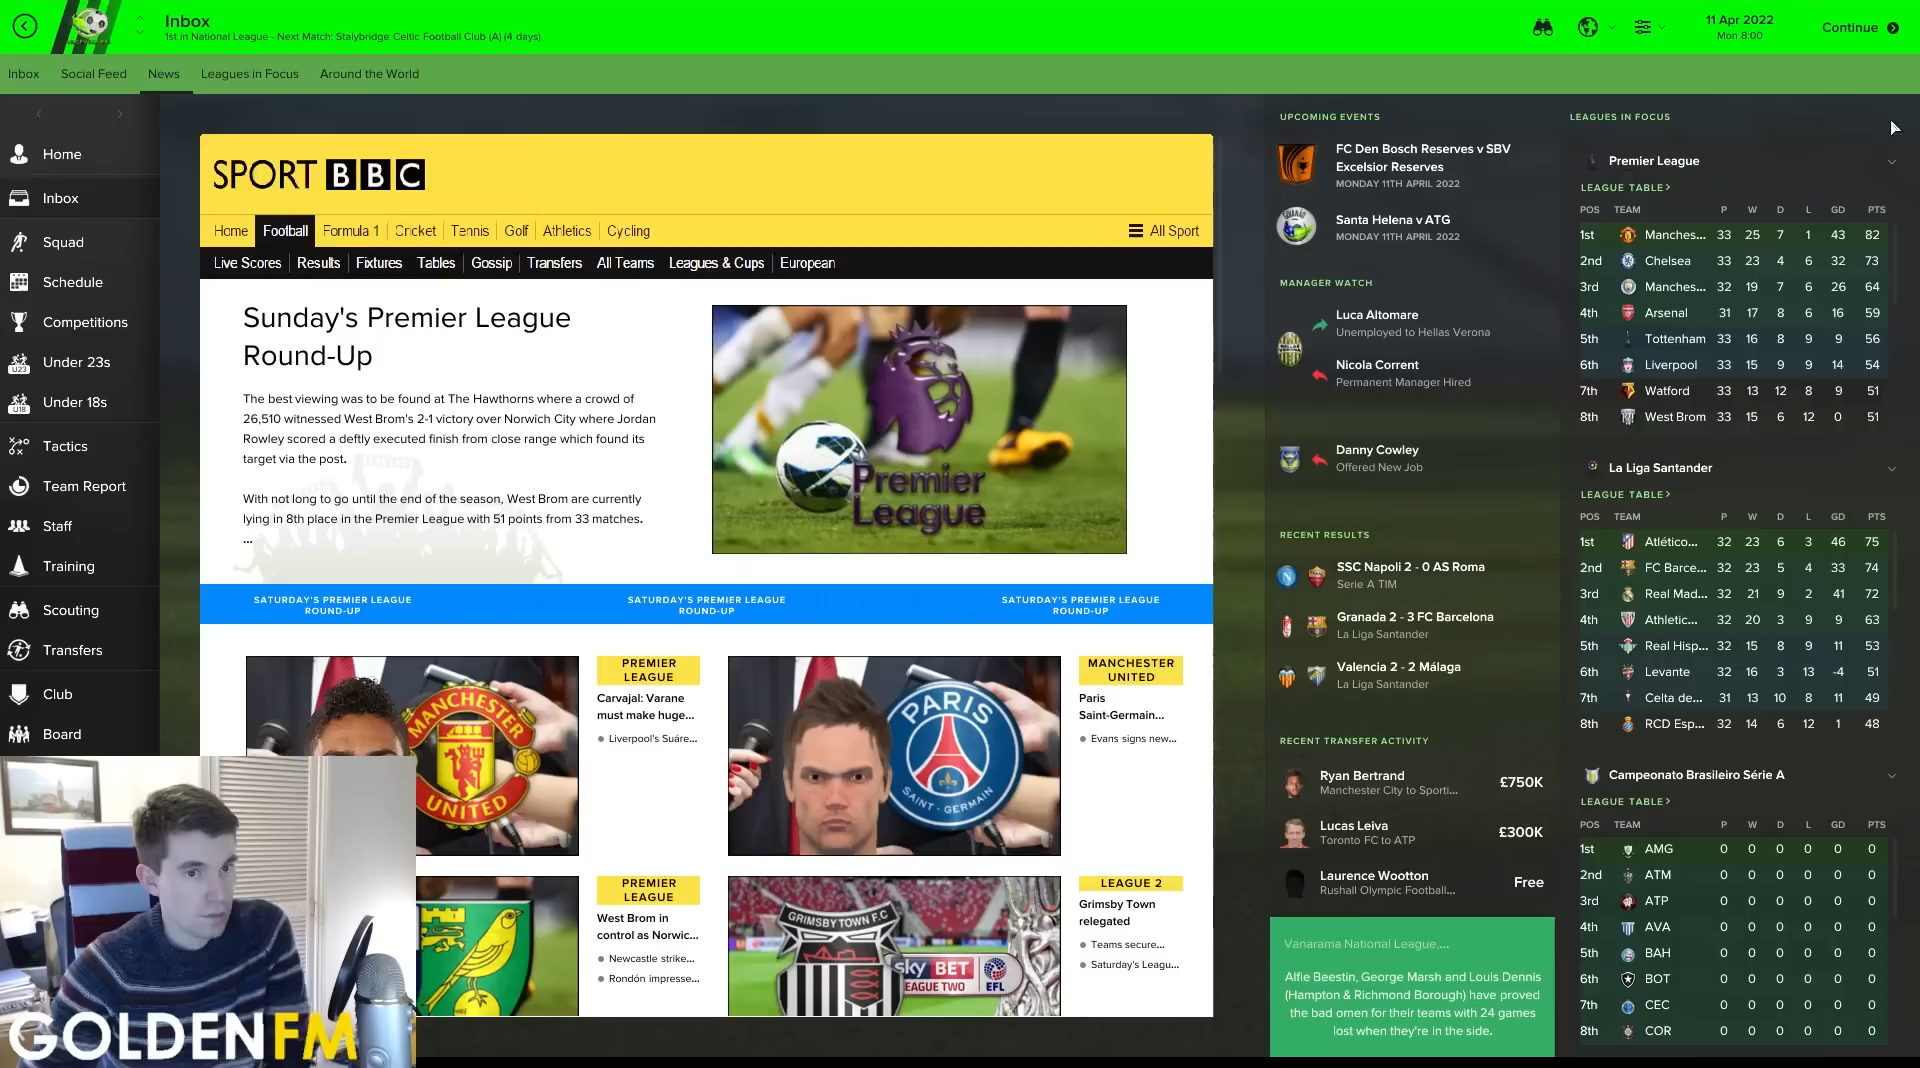 Inbox
1st in National League - Next Match: Stalybridge Celtic Football Club (A) (4 days)
11 Apr 2022
Mon 8:00
Continue
Inbox Social Feed News Leagues in Focus Around the World
Home
Inbox
Squad
Schedule
Competitions
U23 Under 23s
U18 Under 18s
Tactics
Team Report
Staff
Training
Scouting
Transfers
Club
Board
SPORT BBC
Home Football Formula 1 Cricket Tennis Golf Athletics Cycling All Sport
Live Scores Results Fixtures Tables Gossip Transfers All Teams Leagues & Cups European
Sunday's Premier League
Round-Up
The best viewing was to be found at The Hawthorns where a crowd of
26,510 witnessed West Brom's 2-1 victory over Norwich City where Jordan
Rowley scored a deftly executed finish from close range which found its
target via the post.
With not long to go until the end of the season, West Brom are currently
lying in 8th place in the Premier League with 51 points from 33 matches.
...
Premier
League
SATURDAY'S PREMIER LEAGUE
ROUND-UP
SATURDAY'S PREMIER LEAGUE
ROUND-UP
SATURDAY'S PREMIER LEAGUE
ROUND-UP
MANCHESTER
UNITED
PREMIER
LEAGUE
Carvajal: Varane
must make huge...
Liverpool's Suáre...
PARIS
SAINT-GERMAIN
MANCHESTER
UNITED
Paris
Saint-Germain...
Evans signs new...
PREMIER
LEAGUE
West Brom in
control as Norwic...
Newcastle strike...
Rondón impresse...
GRIMSBY TOWN F.C
sky BET
LEAGUE TWO EFL
LEAGUE 2
Grimsby Town
relegated
Teams secure...
Saturday's Leagu...
GOLDENFM
UPCOMING EVENTS
FC Den Bosch Reserves v SBV
Excelsior Reserves
MONDAY 11TH APRIL 2022
Santa Helena v ATG
MONDAY 11TH APRIL 2022
MANAGER WATCH
Luca Altomare
Unemployed to Hellas Verona
Nicola Corrent
Permanent Manager Hired
Danny Cowley
Offered New Job
RECENT RESULTS
SSC Napoli 2 - 0 AS Roma
Serie A TIM
Granada 2 - 3 FC Barcelona
La Liga Santander
Valencia 2 - 2 Málaga
La Liga Santander
RECENT TRANSFER ACTIVITY
Ryan Bertrand £750K
Manchester City to Sporti...
Lucas Leiva £300K
Toronto FC to ATP
Laurence Wootton Free
Rushall Olympic Football...
Vanarama National League,...
Alfie Beestin, George Marsh and Louis Dennis
(Hampton & Richmond Borough) have proved
the bad omen for their teams with 24 games
lost when they're in the side.
LEAGUES IN FOCUS
Premier League
LEAGUE TABLE >
POS TEAM P W D L GD PTS
1st Manches... 33 25 7 1 43 82
2nd Chelsea 33 23 4 6 32 73
3rd Manches... 32 19 7 6 26 64
4th Arsenal 31 17 8 6 16 59
5th Tottenham 33 16 8 9 9 56
6th Liverpool 33 15 9 9 14 54
7th Watford 33 13 12 8 9 51
8th West Brom 33 15 6 12 0 51
La Liga Santander
LEAGUE TABLE >
POS TEAM P W D L GD PTS
1st Atlético... 32 23 6 3 46 75
2nd FC Barce... 32 23 5 4 33 74
3rd Real Mad... 32 21 9 2 41 72
4th Athletic... 32 20 3 9 9 63
5th Real Hisp... 32 15 8 9 11 53
6th Levante 32 16 3 13 -4 51
7th Celta de... 31 13 10 8 11 49
8th RCD Esp... 32 14 6 12 1 48
Campeonato Brasileiro Série A
LEAGUE TABLE >
POS TEAM P W D L GD PTS
1st AMG 0 0 0 0 0 0
2nd ATM 0 0 0 0 0 0
3rd ATP 0 0 0 0 0 0
4th AVA 0 0 0 0 0 0
5th BAH 0 0 0 0 0 0
6th BOT 0 0 0 0 0 0
7th CEC 0 0 0 0 0 0
8th COR 0 0 0 0 0 0